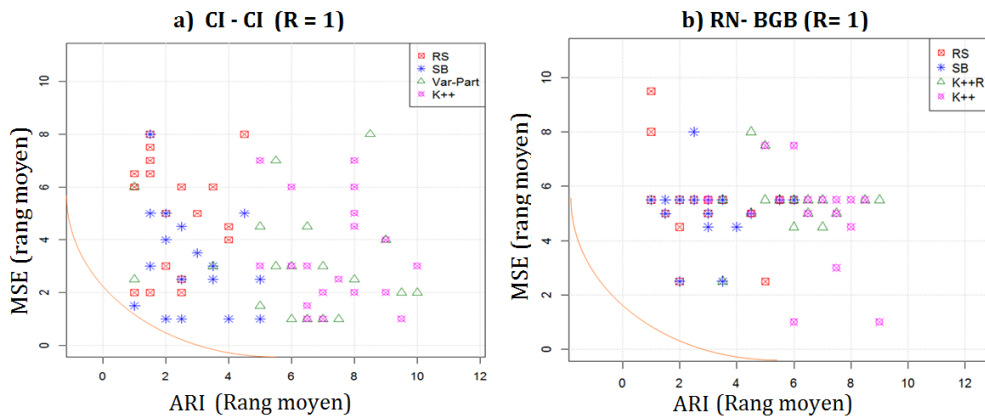 a) CI - CI (R = 1)
MSE (rang moyen)
10
8
6
4
2
0
RS
SB
Var-Part
K++
0 2 4 6 8 10 12
ARI (Rang moyen)
b) RN- BGB (R= 1)
MSE (rang moyen)
10
8
6
4
2
0
RS
SB
K++R
K++
0 2 4 6 8 10 12
ARI (Rang moyen)